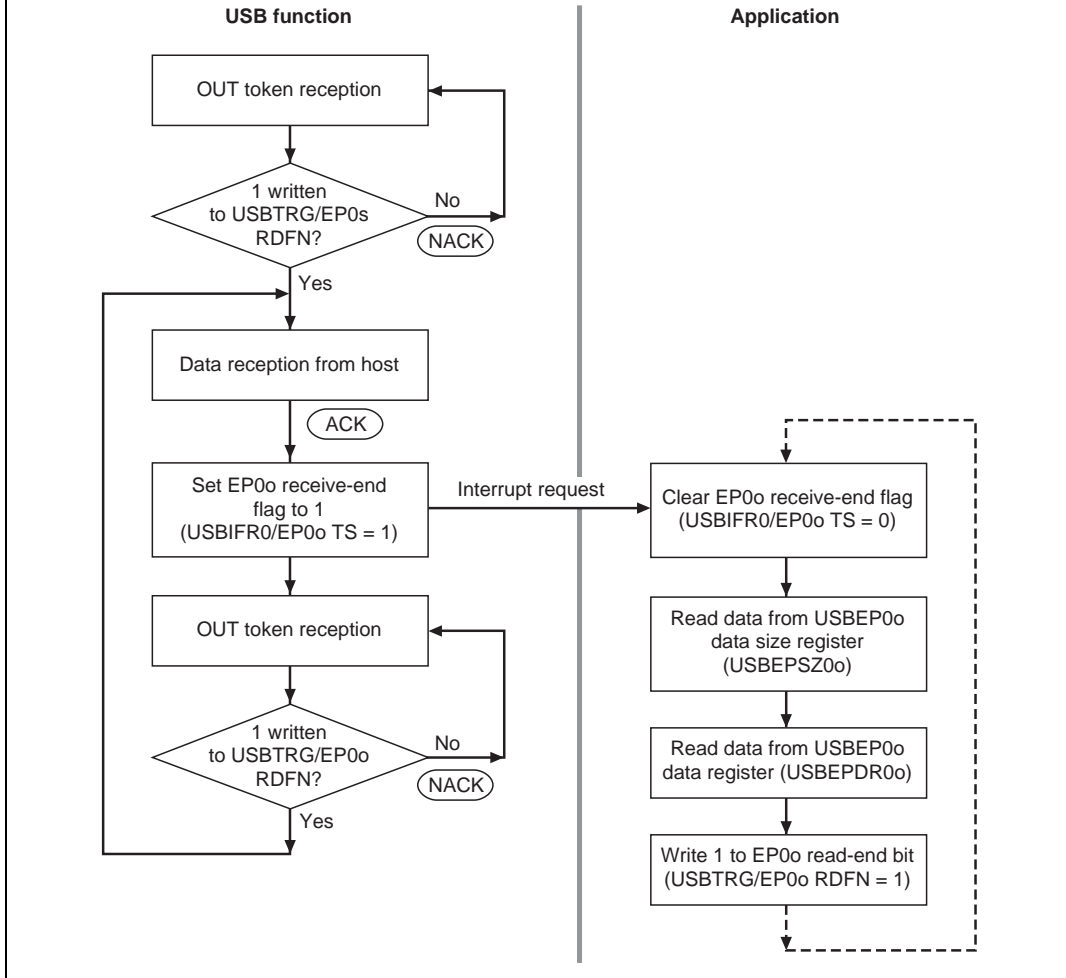 USB function
Application
OUT token reception
1 written
to USBTRG/EP0s
RDFN?
No
NACK
Yes
Data reception from host
ACK
Set EP0o receive-end
flag to 1
(USBIFR0/EP0o TS = 1)
Interrupt request
Clear EP0o receive-end flag
(USBIFR0/EP0o TS = 0)
OUT token reception
Read data from USBEP0o
data size register
(USBEPSZ0o)
1 written
to USBTRG/EP0o
RDFN?
No
NACK
Yes
Read data from USBEP0o
data register (USBEPDR0o)
Write 1 to EP0o read-end bit
(USBTRG/EP0o RDFN = 1)